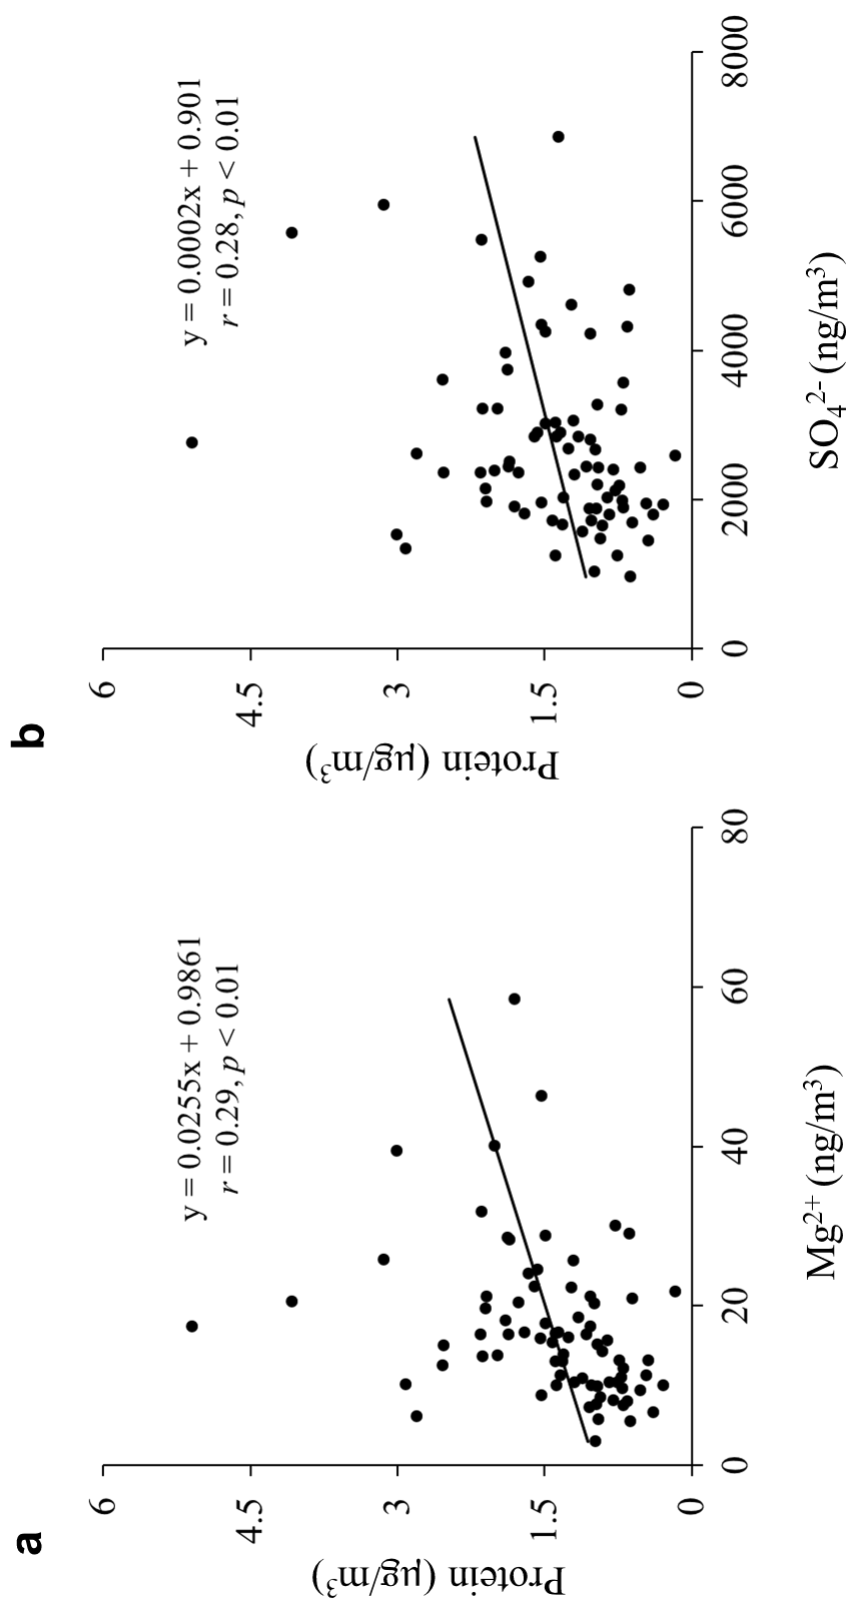 a
y = 0.0255x + 0.9861
r = 0.29, p < 0.01
Protein (μg/m³)
6
4.5
3
1.5
0
0
20
40
60
80
Mg²⁺ (ng/m³)
b
y = 0.0002x + 0.901
r = 0.28, p < 0.01
Protein (μg/m³)
6
4.5
3
1.5
0
0
2000
4000
6000
8000
SO₄²⁻ (ng/m³)